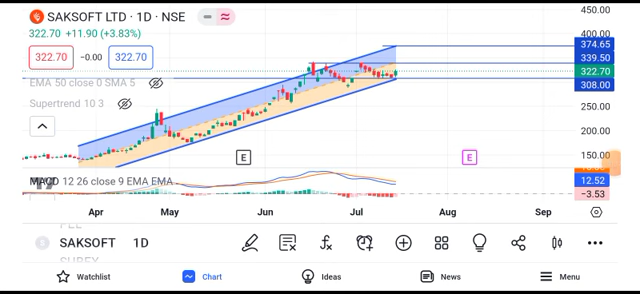 SAKSOFT LTD · 1D · NSE
322.70 +11.90 (+3.83%)
322.70 −0.00 322.70
EMA 50 close 0 SMA 5
Supertrend 10 3
450.00
400.00
374.65
339.50
322.70
308.00
250.00
200.00
150.00
E
E
MACD 12 26 close 9 EMA EMA
12.52
−3.53
Apr May Jun Jul Aug Sep
SAKSOFT 1D
Watchlist Chart Ideas News Menu